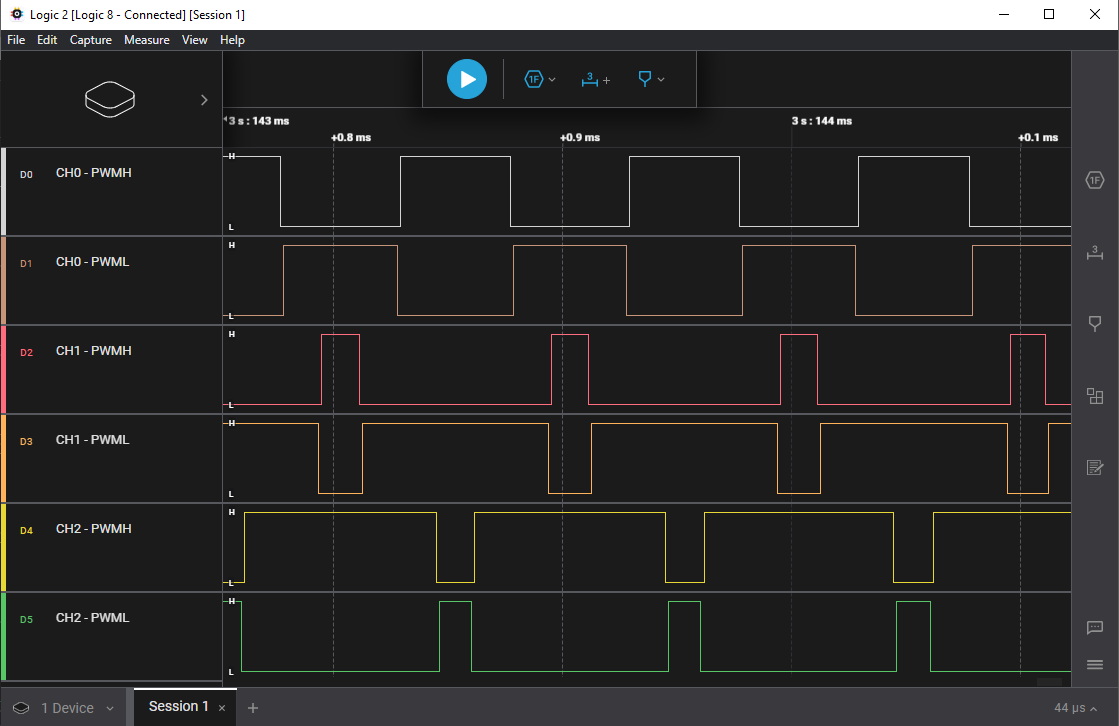 Logic 2 [Logic 8 - Connected] [Session 1]
File Edit Capture Measure View Help
1F 3 +
3 s : 143 ms 3 s : 144 ms
+0.8 ms +0.9 ms +0.1 ms
D0 CH0 - PWMH H L
D1 CH0 - PWML H L
D2 CH1 - PWMH H L
D3 CH1 - PWML H L
D4 CH2 - PWMH H L
D5 CH2 - PWML H L
1F
3
1 Device Session 1 × + 44 μs